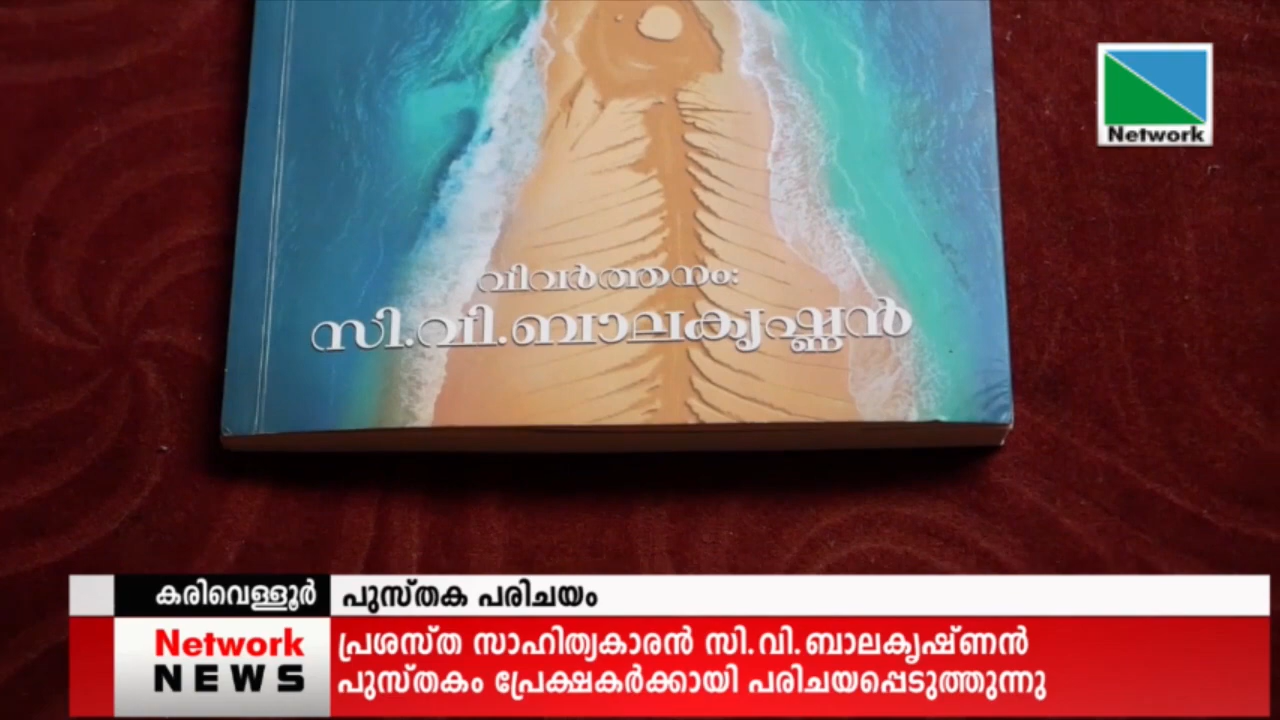 Network
വിവർത്തനം:
സി.വി.ബാലകൃഷ്ണൻ
കരിവെള്ളൂർ
പുസ്തക പരിചയം
Network
NEWS
പ്രശസ്ത സാഹിത്യകാരൻ സി.വി.ബാലകൃഷ്ണൻ
പുസ്തകം പ്രേക്ഷകർക്കായി പരിചയപ്പെടുത്തുന്നു